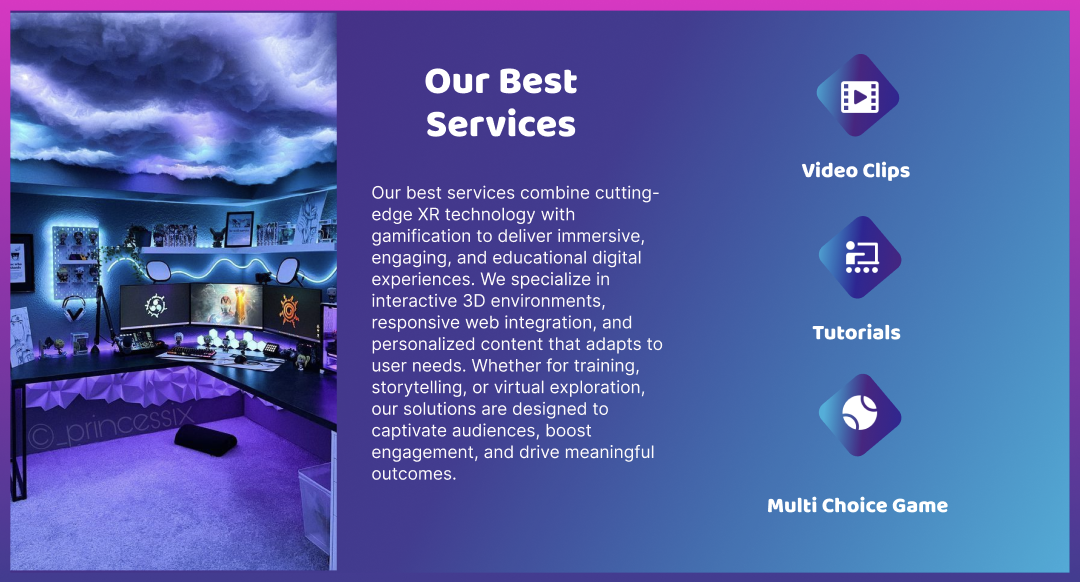 Our Best
Services
Our best services combine cutting-
edge XR technology with
gamification to deliver immersive,
engaging, and educational digital
experiences. We specialize in
interactive 3D environments,
responsive web integration, and
personalized content that adapts to
user needs. Whether for training,
storytelling, or virtual exploration,
our solutions are designed to
captivate audiences, boost
engagement, and drive meaningful
outcomes.
Video Clips
Tutorials
Multi Choice Game
©_princessix